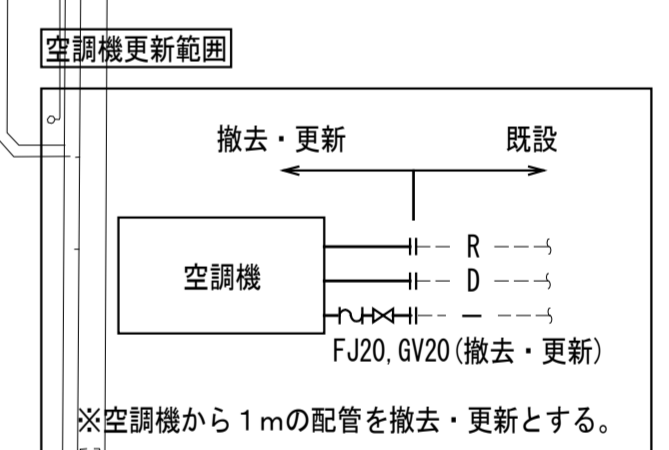 空調機更新範囲
撤去・更新 既設
R
空調機 D
FJ20,GV20(撤去・更新)
※空調機から1mの配管を撤去・更新とする。